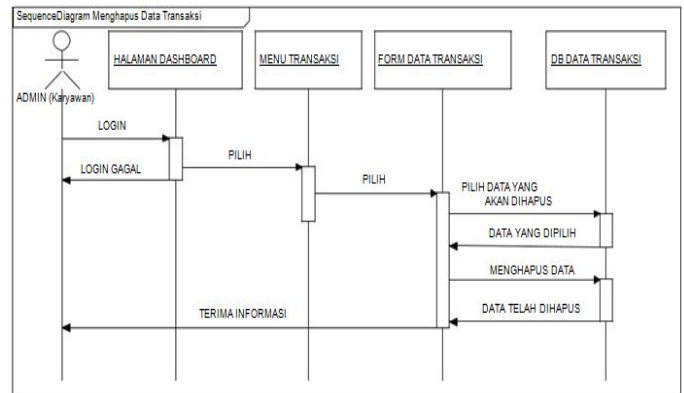 SequenceDiagram Menghapus Data Transaksi
HALAMAN DASHBOARD
MENU TRANSAKSI
FORM DATA TRANSAKSI
DB DATA TRANSAKSI
ADMIN (Karyawan)
LOGIN
LOGIN GAGAL
PILIH
PILIH
PILIH DATA YANG
AKAN DIHAPUS
DATA YANG DIPILIH
MENGHAPUS DATA
DATA TELAH DIHAPUS
TERIMA INFORMASI